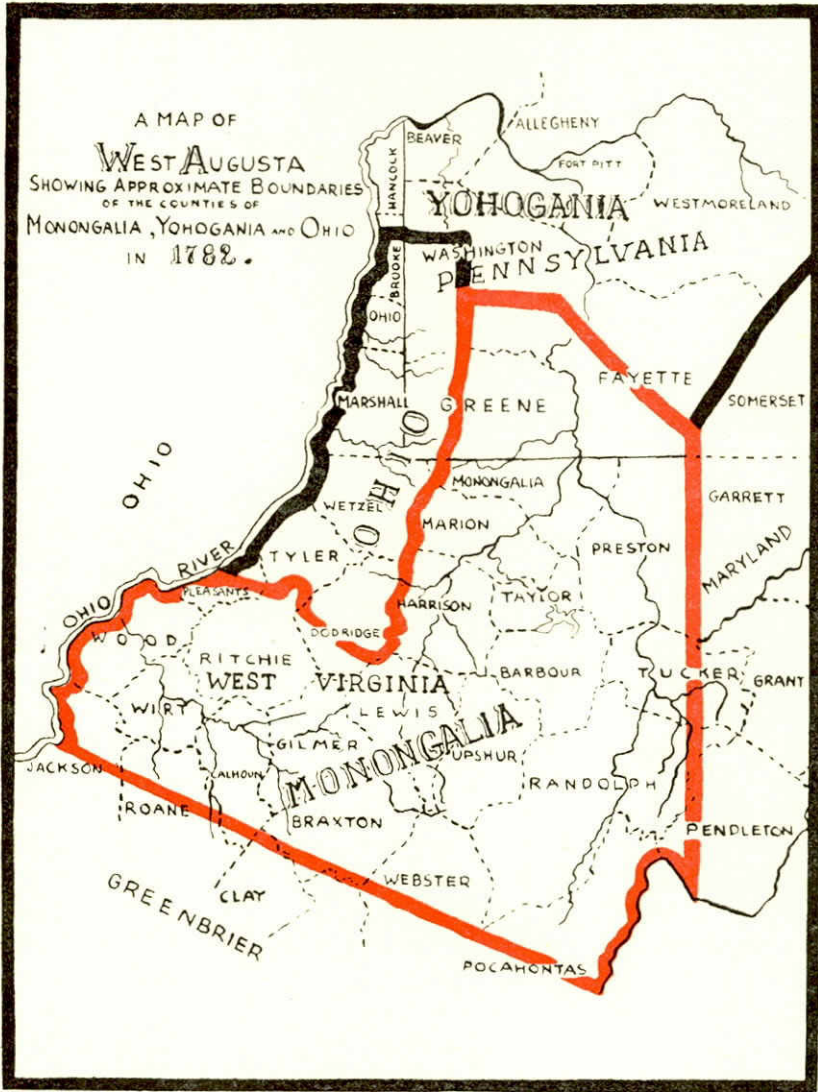 A MAP OF
WEST AUGUSTA
SHOWING APPROXIMATE BOUNDARIES
OF THE COUNTIES OF
MONONGALIA, YOHOGANIA AND OHIO
IN 1782.
ALLEGHENY
BEAVER
FORT PITT
HANCOLK
YOHOGANIA
WESTMORELAND
WASHINGTON
PENNSYLVANIA
BRUOKE
OHIO
FAYETTE
MARSHALL
GREENE
SOMERSET
OHIO
OHIO
MONONGALIA
GARRETT
WETZEL
MARION
MARYLAND
TYLER
PRESTON
OHIO RIVER
PLEASANTS
HARRISON
TAYLOR
WOOD
DODRIDGE
RITCHIE
BARBOUR
TUCKER
GRANT
WEST VIRGINIA
WIRT
LEWIS
GILMER
MONONGALIA
UPSHUR
JACKSON
CALHOUN
RANDOLPH
ROANE
BRAXTON
PENDLETON
WEBSTER
CLAY
GREENBRIER
POCAHONTAS